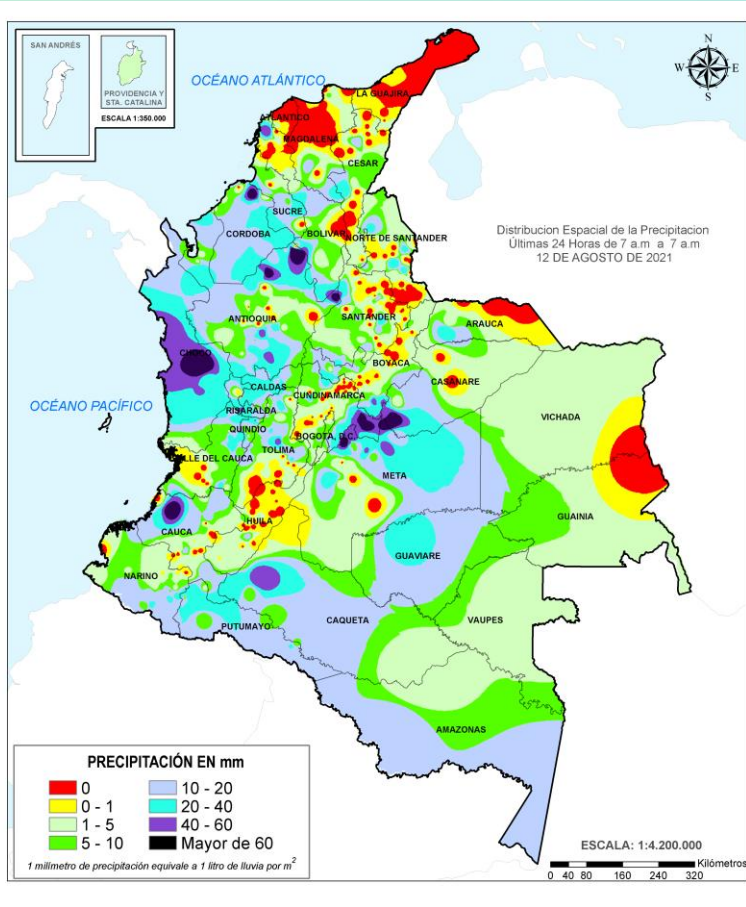 SAN ANDRÉS
PROVIDENCIA Y
STA. CATALINA
ESCALA 1:350.000
OCÉANO ATLÁNTICO
N
W
E
S
LA GUAJIRA
ATLANTICO
MAGDALENA
CESAR
SUCRE
CORDOBA
BOLIVAR
NORTE DE SANTANDER
Distribucion Espacial de la Precipitacion
Últimas 24 Horas de 7 a.m a 7 a.m
12 DE AGOSTO DE 2021
ANTIOQUIA
SANTANDER
ARAUCA
CHOCO
BOYACA
CALDAS
CASANARE
CUNDINAMARCA
OCÉANO PACÍFICO
RISARALDA
VICHADA
QUINDIO
BOGOTA, D.C.
TOLIMA
VALLE DEL CAUCA
META
GUAINIA
HUILA
CAUCA
GUAVIARE
NARINO
PUTUMAYO
CAQUETA
VAUPES
AMAZONAS
PRECIPITACIÓN EN mm
0
10 - 20
0 - 1
20 - 40
1 - 5
40 - 60
5 - 10
Mayor de 60
1 milímetro de precipitación equivale a 1 litro de lluvia por m²
ESCALA: 1:4.200.000
Kilómetros
0 40 80 160 240 320